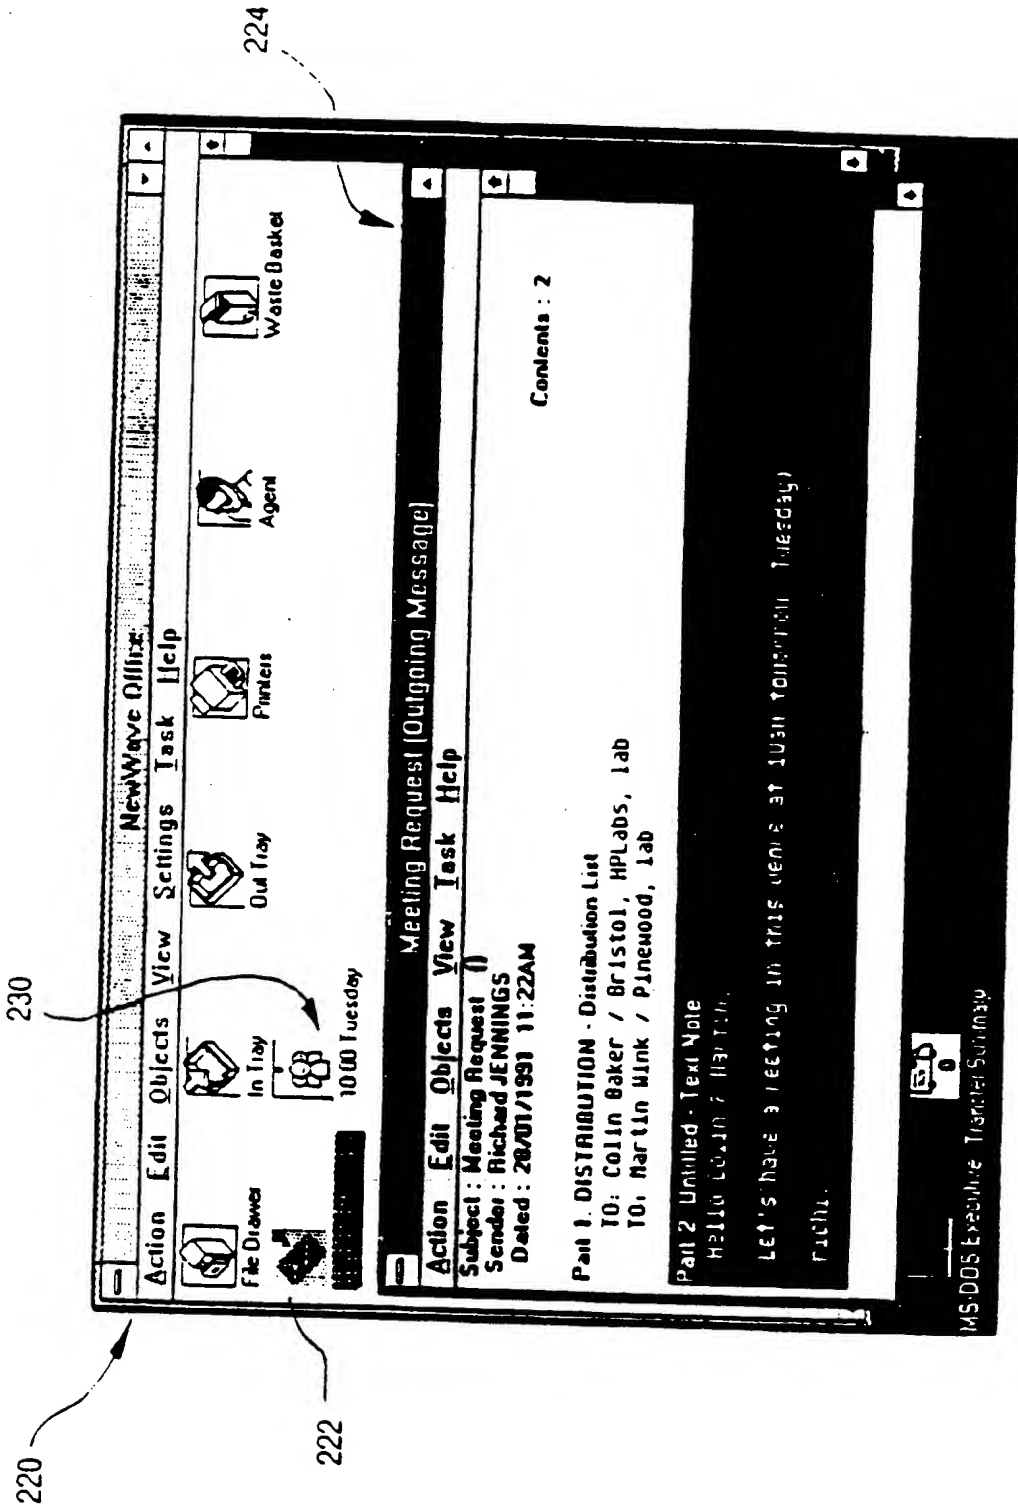 220
222
230
224
NewWave Office
Action Edit Objects View Settings Task Help
File Drawer In Tray Out Tray Printers Agent Waste Basket
10 00 Tuesday
Meeting Request (Outgoing Message)
Action Edit Objects View Task Help
Subject : Meeting Request ()
Sender : Richard JENNINGS
Dated : 28/01/1991 11:22AM
Contents : 2
Part 1. DISTRIBUTION - Distribution List
TO: Colin Baker / Bristol, HPLabs, lab
TO: Martin Wink / Pinewood, lab
Part 2 Untitled - Text Note
Hello Colin & Martin,
Let's have a meeting in this at 10am tomorrow Tuesday)
MS-DOS Executive Transfer Summary
0